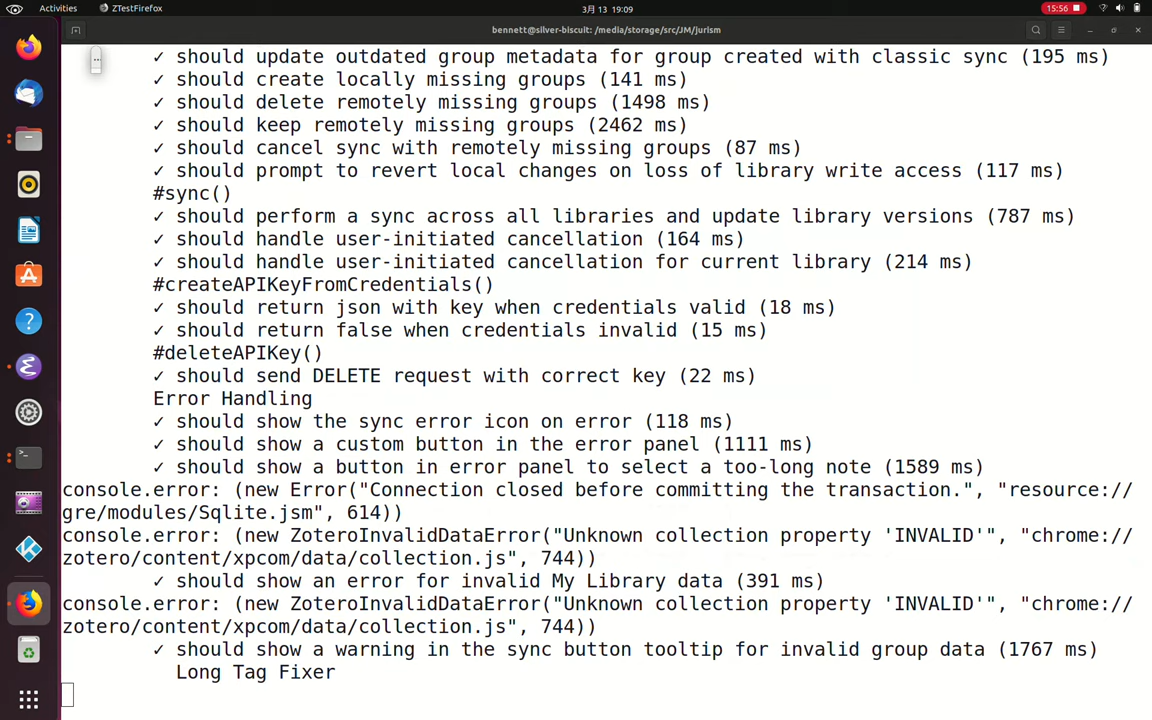 Activities
ZTestFirefox
3月 13 19:09
15:56
bennett@silver-biscuit: /media/storage/src/JM/jurism
✓ should update outdated group metadata for group created with classic sync (195 ms)
✓ should create locally missing groups (141 ms)
✓ should delete remotely missing groups (1498 ms)
✓ should keep remotely missing groups (2462 ms)
✓ should cancel sync with remotely missing groups (87 ms)
✓ should prompt to revert local changes on loss of library write access (117 ms)
#sync()
✓ should perform a sync across all libraries and update library versions (787 ms)
✓ should handle user-initiated cancellation (164 ms)
✓ should handle user-initiated cancellation for current library (214 ms)
#createAPIKeyFromCredentials()
✓ should return json with key when credentials valid (18 ms)
✓ should return false when credentials invalid (15 ms)
#deleteAPIKey()
✓ should send DELETE request with correct key (22 ms)
Error Handling
✓ should show the sync error icon on error (118 ms)
✓ should show a custom button in the error panel (1111 ms)
✓ should show a button in error panel to select a too-long note (1589 ms)
console.error: (new Error("Connection closed before committing the transaction.", "resource://
gre/modules/Sqlite.jsm", 614))
console.error: (new ZoteroInvalidDataError("Unknown collection property 'INVALID'", "chrome://
zotero/content/xpcom/data/collection.js", 744))
✓ should show an error for invalid My Library data (391 ms)
console.error: (new ZoteroInvalidDataError("Unknown collection property 'INVALID'", "chrome://
zotero/content/xpcom/data/collection.js", 744))
✓ should show a warning in the sync button tooltip for invalid group data (1767 ms)
Long Tag Fixer